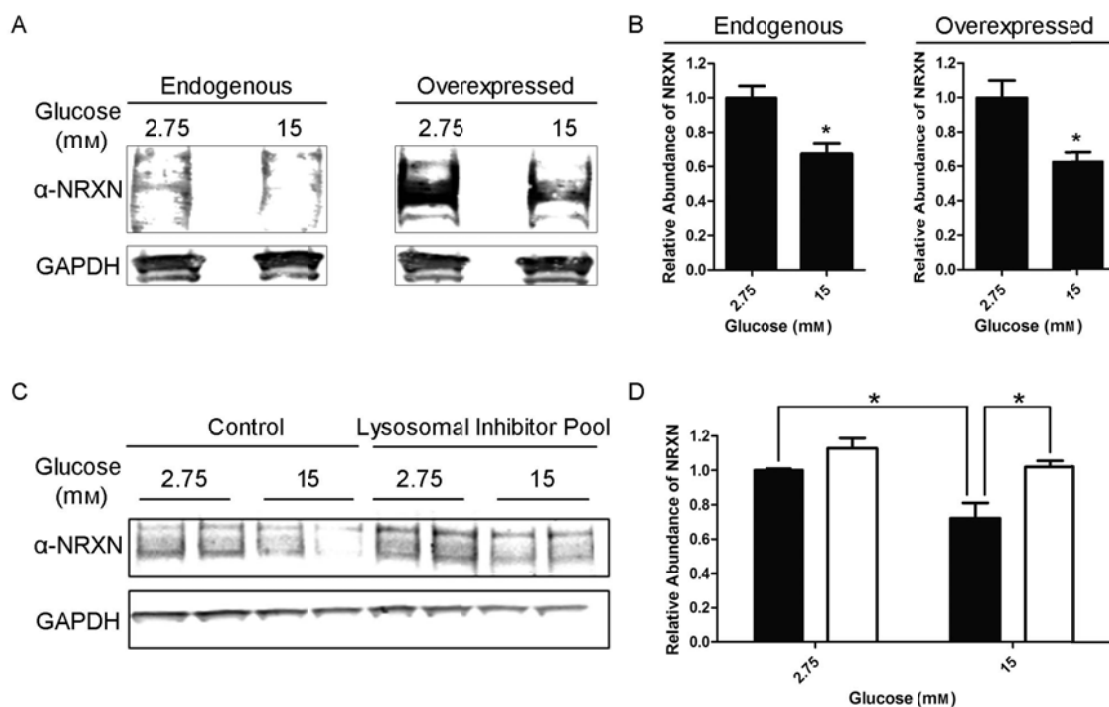 A
Endogenous Overexpressed
Glucose (mM) 2.75 15 2.75 15
α-NRXN
GAPDH
B
Endogenous Overexpressed
Relative Abundance of NRXN
1.2
1.0
0.8
0.6
0.4
0.2
0.0
*
2.75 15
Glucose (mM)
Relative Abundance of NRXN
1.2
1.0
0.8
0.6
0.4
0.2
0.0
*
2.75 15
Glucose (mM)
C
Control Lysosomal Inhibitor Pool
Glucose (mM) 2.75 15 2.75 15
α-NRXN
GAPDH
D
* *
Relative Abundance of NRXN
1.2
1.0
0.8
0.6
0.4
0.2
0.0
2.75 15
Glucose (mM)